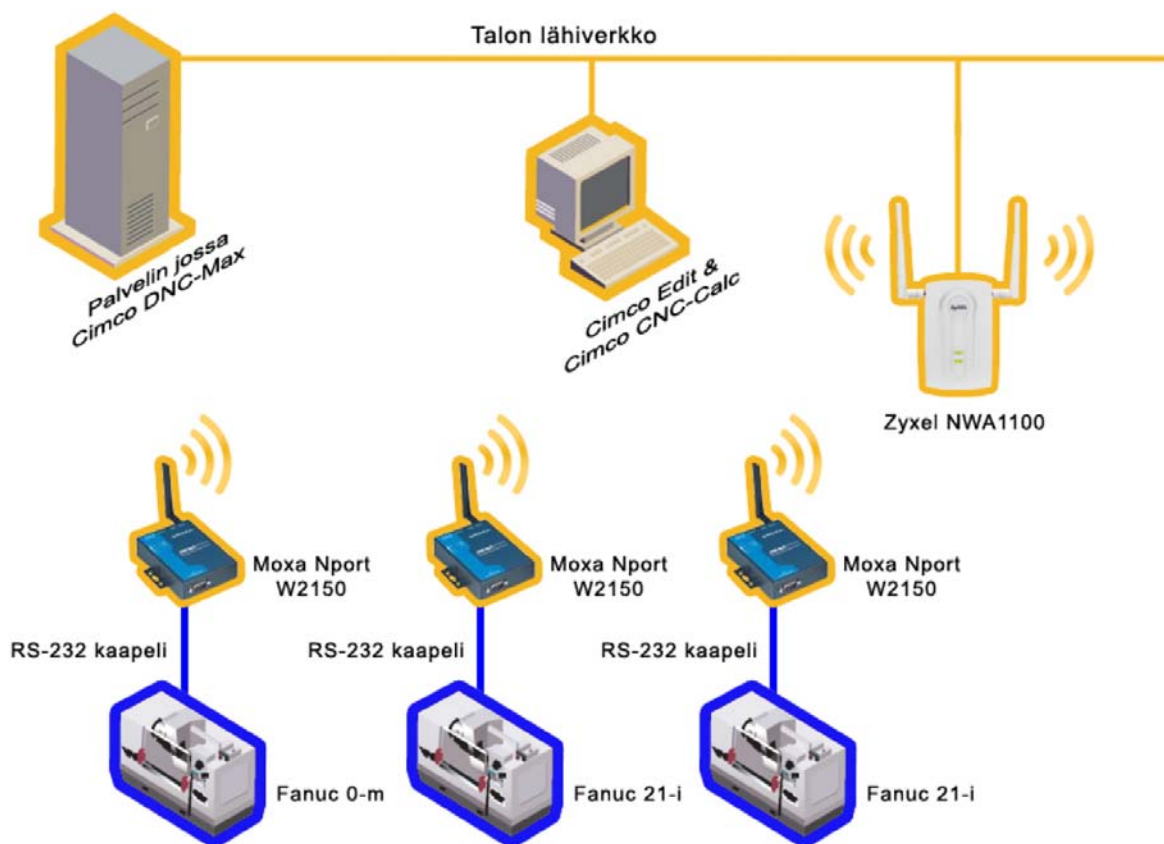 Talon lähiverkko
Palvelin jossa
Cimco DNC-Max
Cimco Edit &
Cimco CNC-Calc
Zyxel NWA1100
Moxa Nport
W2150
Moxa Nport
W2150
Moxa Nport
W2150
RS-232 kaapeli
RS-232 kaapeli
RS-232 kaapeli
Fanuc 0-m
Fanuc 21-i
Fanuc 21-i